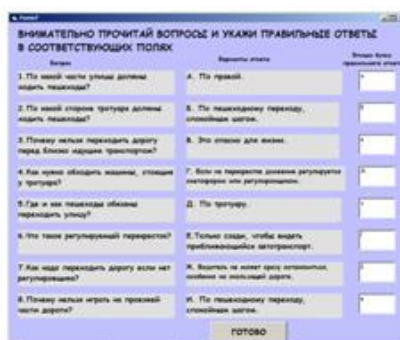 ВНИМАТЕЛЬНО ПРОЧИТАЙ ВОПРОСЫ И УКАЖИ ПРАВИЛЬНЫЕ ОТВЕТЫ
В СООТВЕТСТВУЮЩИХ ПОЛЯХ
Вопрос
Варианты ответа
Впиши букву
правильного ответа
1.По какой части улицы должны
ходить пешеходы?
А. По правой.
2.По какой стороне тротуара должны
ходить пешеходы?
Б. По пешеходному переходу,
спокойным шагом.
3.Почему нельзя переходить дорогу
перед близко идущим транспортом?
В. Это опасно для жизни.
4.Как нужно обходить машины, стоящие
у тротуара?
Г. Если на перекрестке движение регулируется
светофором или регулировщиком.
5.Где и как пешеходы обязаны
переходить улицу?
Д. По тротуару.
6.Что такое регулируемый перекресток?
Е.Только сзади, чтобы видеть
приближающийся автотранспорт.
7.Как надо переходить дорогу если нет
регулировщика?
Ж. Водитель не может сразу остановиться,
особенно на скользкой дороге.
8.Почему нельзя играть на проезжей
части дороги?
И. По пешеходному переходу,
спокойным шагом.
ГОТОВО